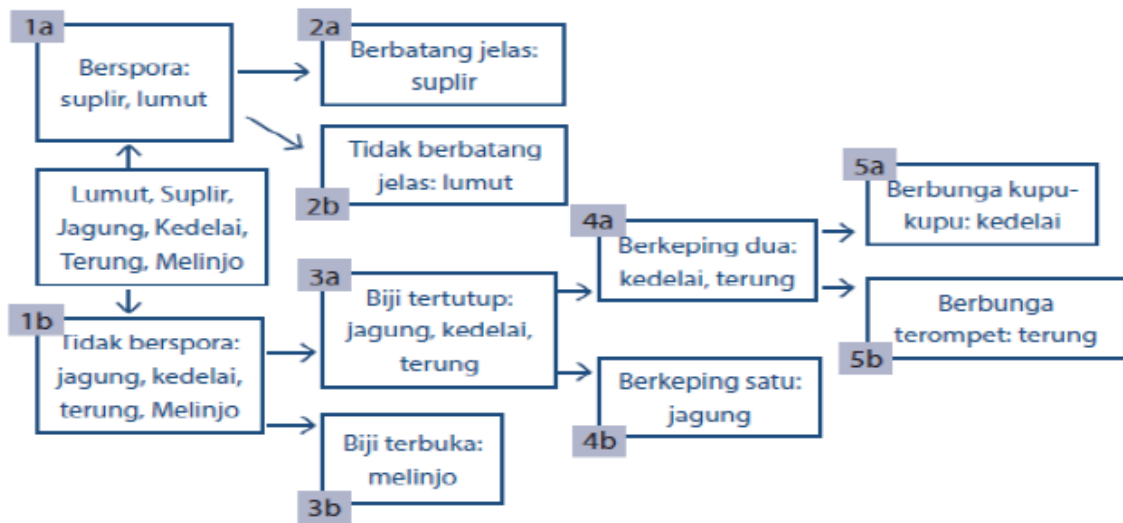 1a
Berspora:
suplir, lumut
2a
Berbatang jelas:
suplir
Tidak berbatang
jelas: lumut
2b
Lumut, Suplir,
Jagung, Kedelai,
Terung, Melinjo
1b
Tidak berspora:
jagung, kedelai,
terung, Melinjo
3a
Biji tertutup:
jagung, kedelai,
terung
Biji terbuka:
melinjo
3b
4a
Berkeping dua:
kedelai, terung
Berkeping satu:
jagung
4b
5a
Berbunga kupu-
kupu: kedelai
Berbunga
terompet: terung
5b